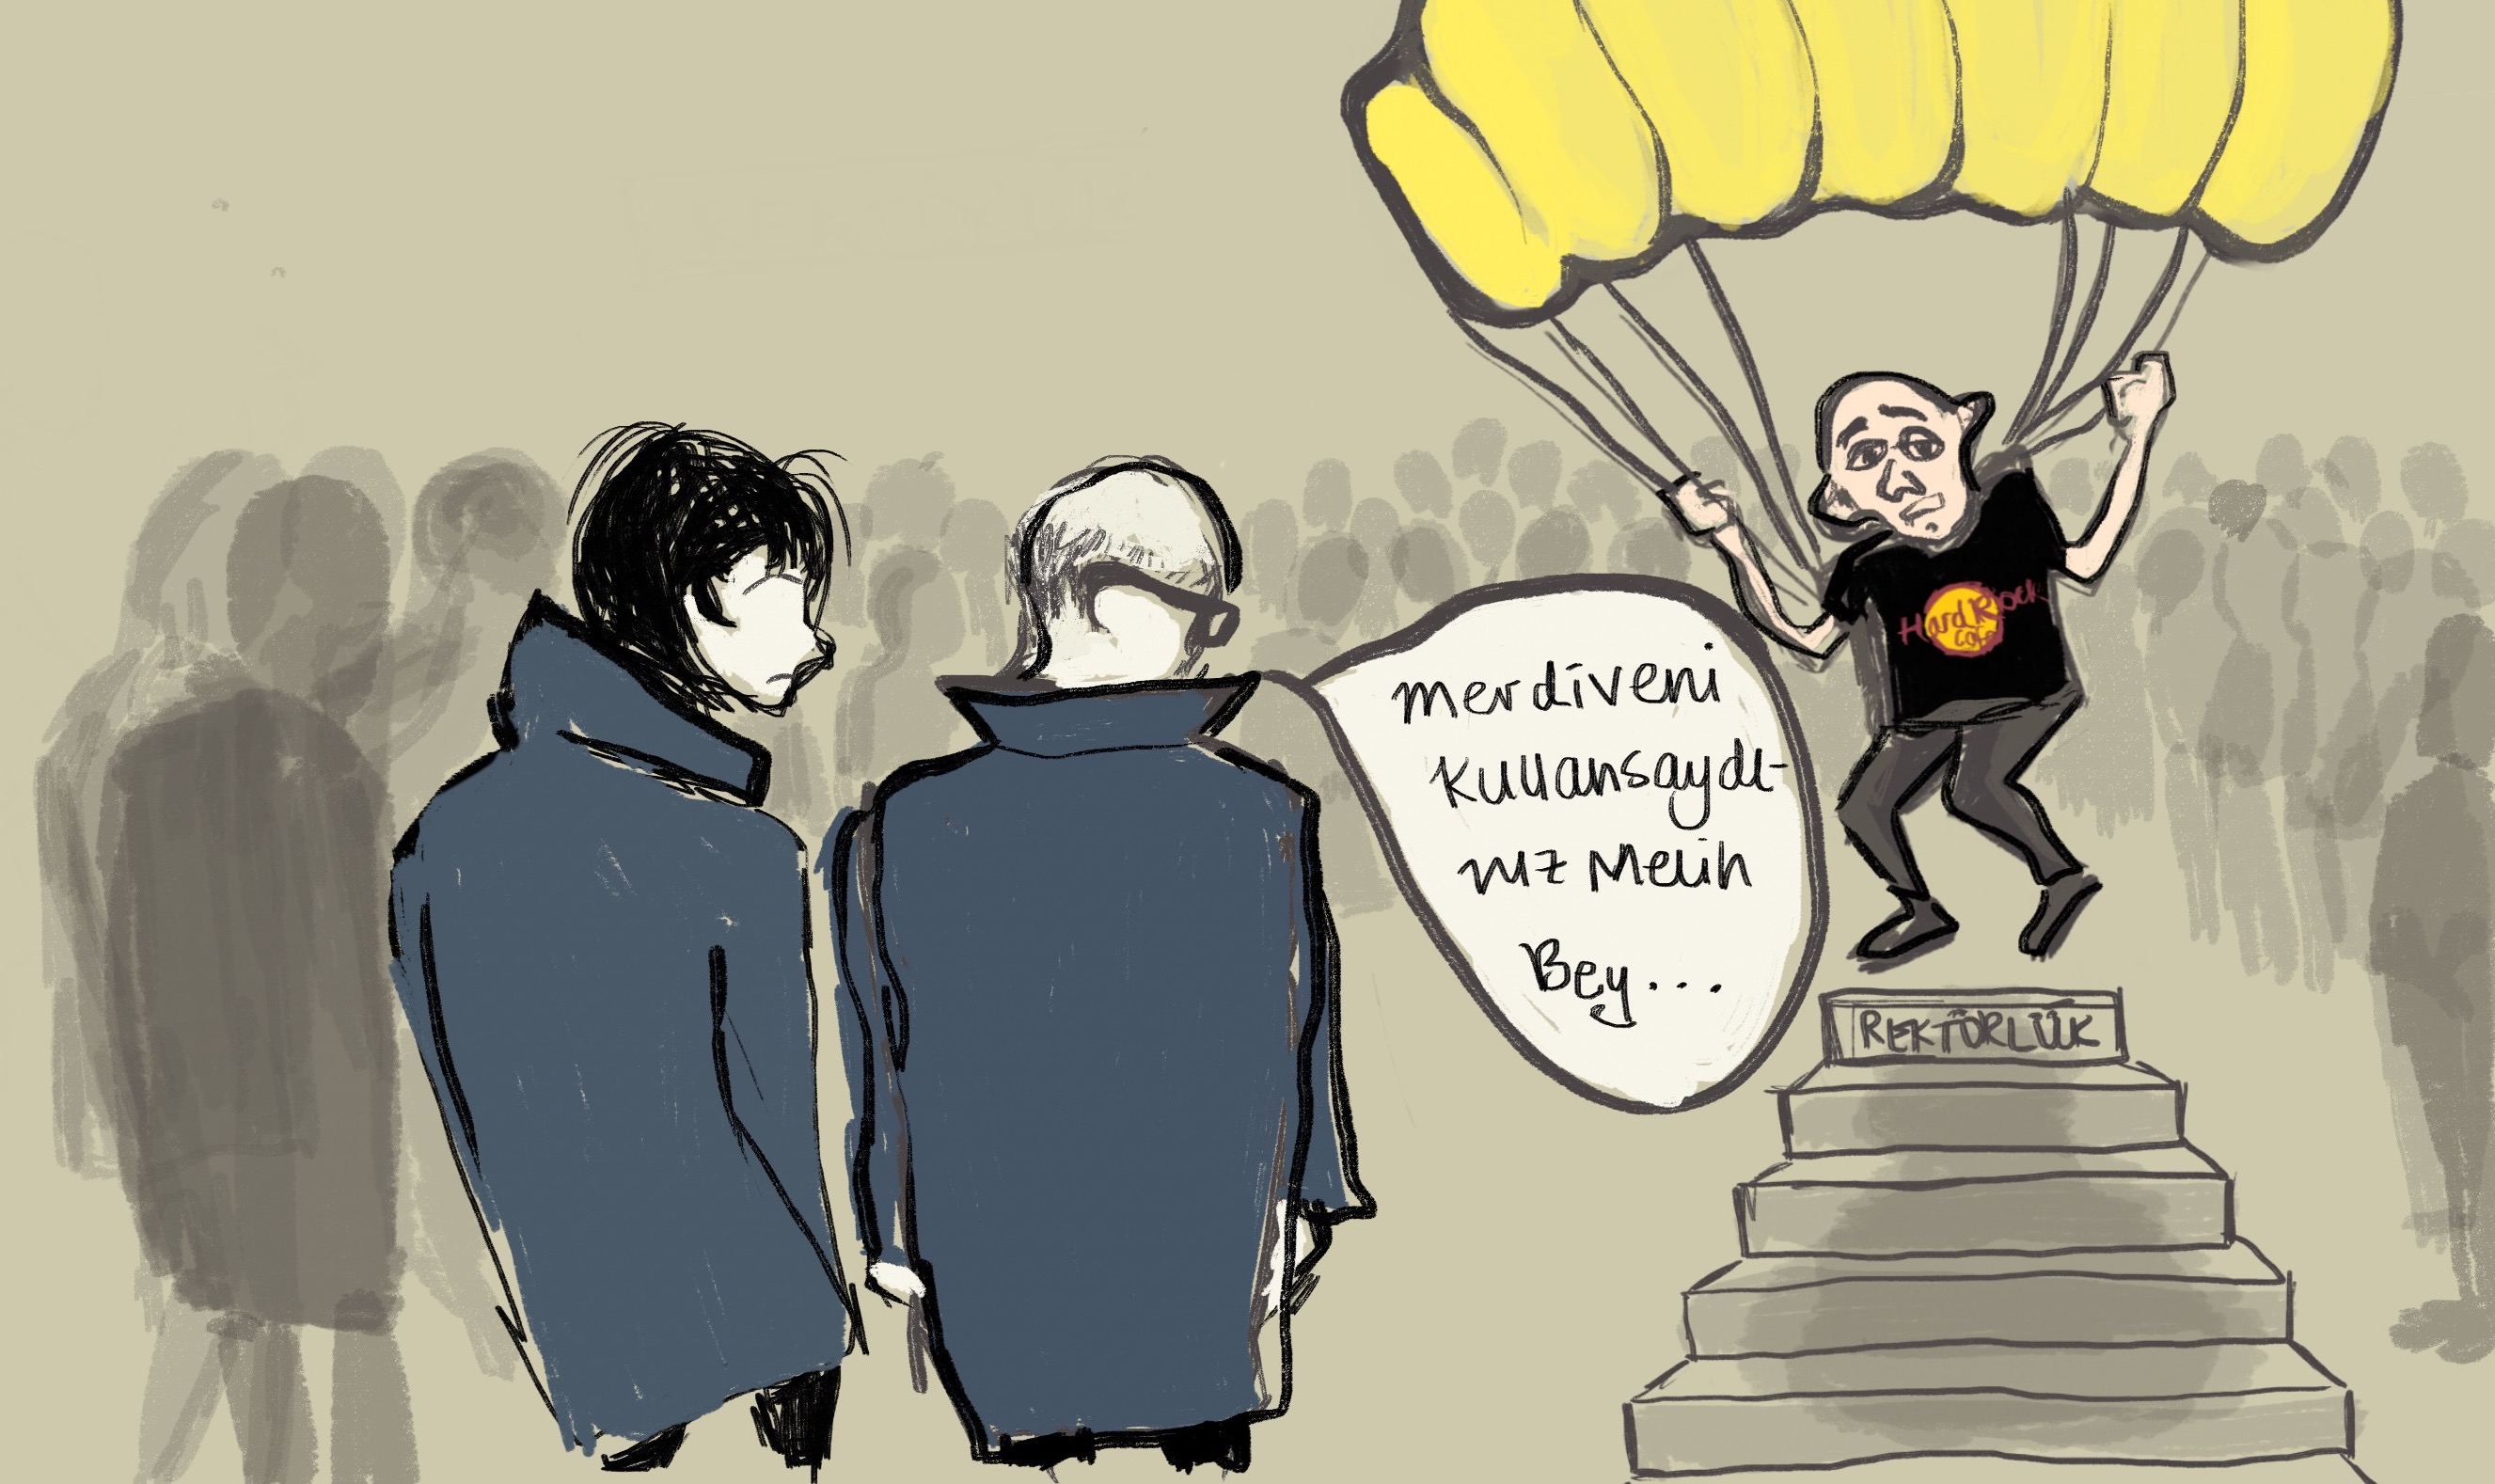 merdiveni
kullansaydı-
nız Melih
Bey...
Hard Rock
Cafe
REKTÖRLÜK